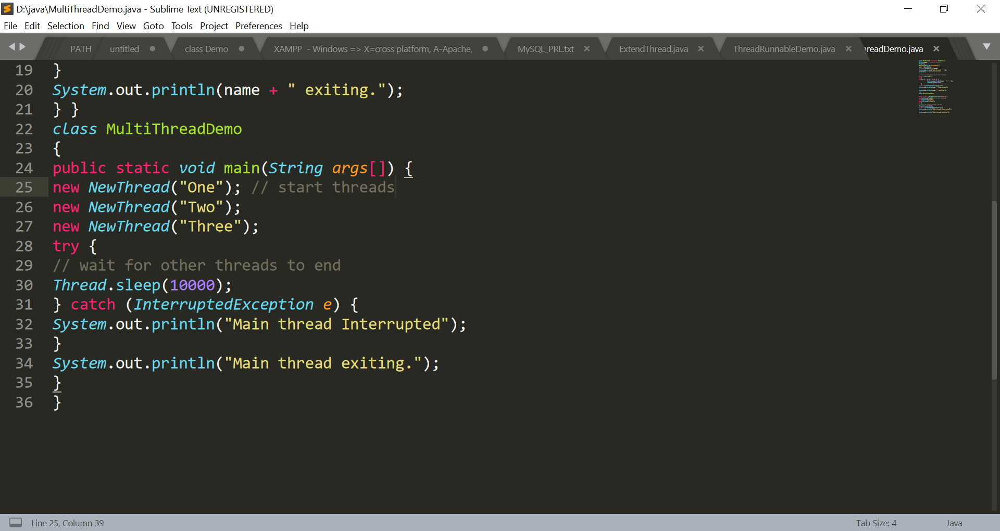 D:\java\MultiThreadDemo.java - Sublime Text (UNREGISTERED)
File Edit Selection Find View Goto Tools Project Preferences Help
PATH untitled class Demo XAMPP - Windows => X=cross platform, A-Apache, MySQL_PRL.txt ExtendThread.java ThreadRunnableDemo.java hreadDemo.java
19 }
20 System.out.println(name + " exiting.");
21 } }
22 class MultiThreadDemo
23 {
24 public static void main(String args[]) {
25 new NewThread("One"); // start threads
26 new NewThread("Two");
27 new NewThread("Three");
28 try {
29 // wait for other threads to end
30 Thread.sleep(10000);
31 } catch (InterruptedException e) {
32 System.out.println("Main thread Interrupted");
33 }
34 System.out.println("Main thread exiting.");
35 }
36 }
Line 25, Column 39 Tab Size: 4 Java